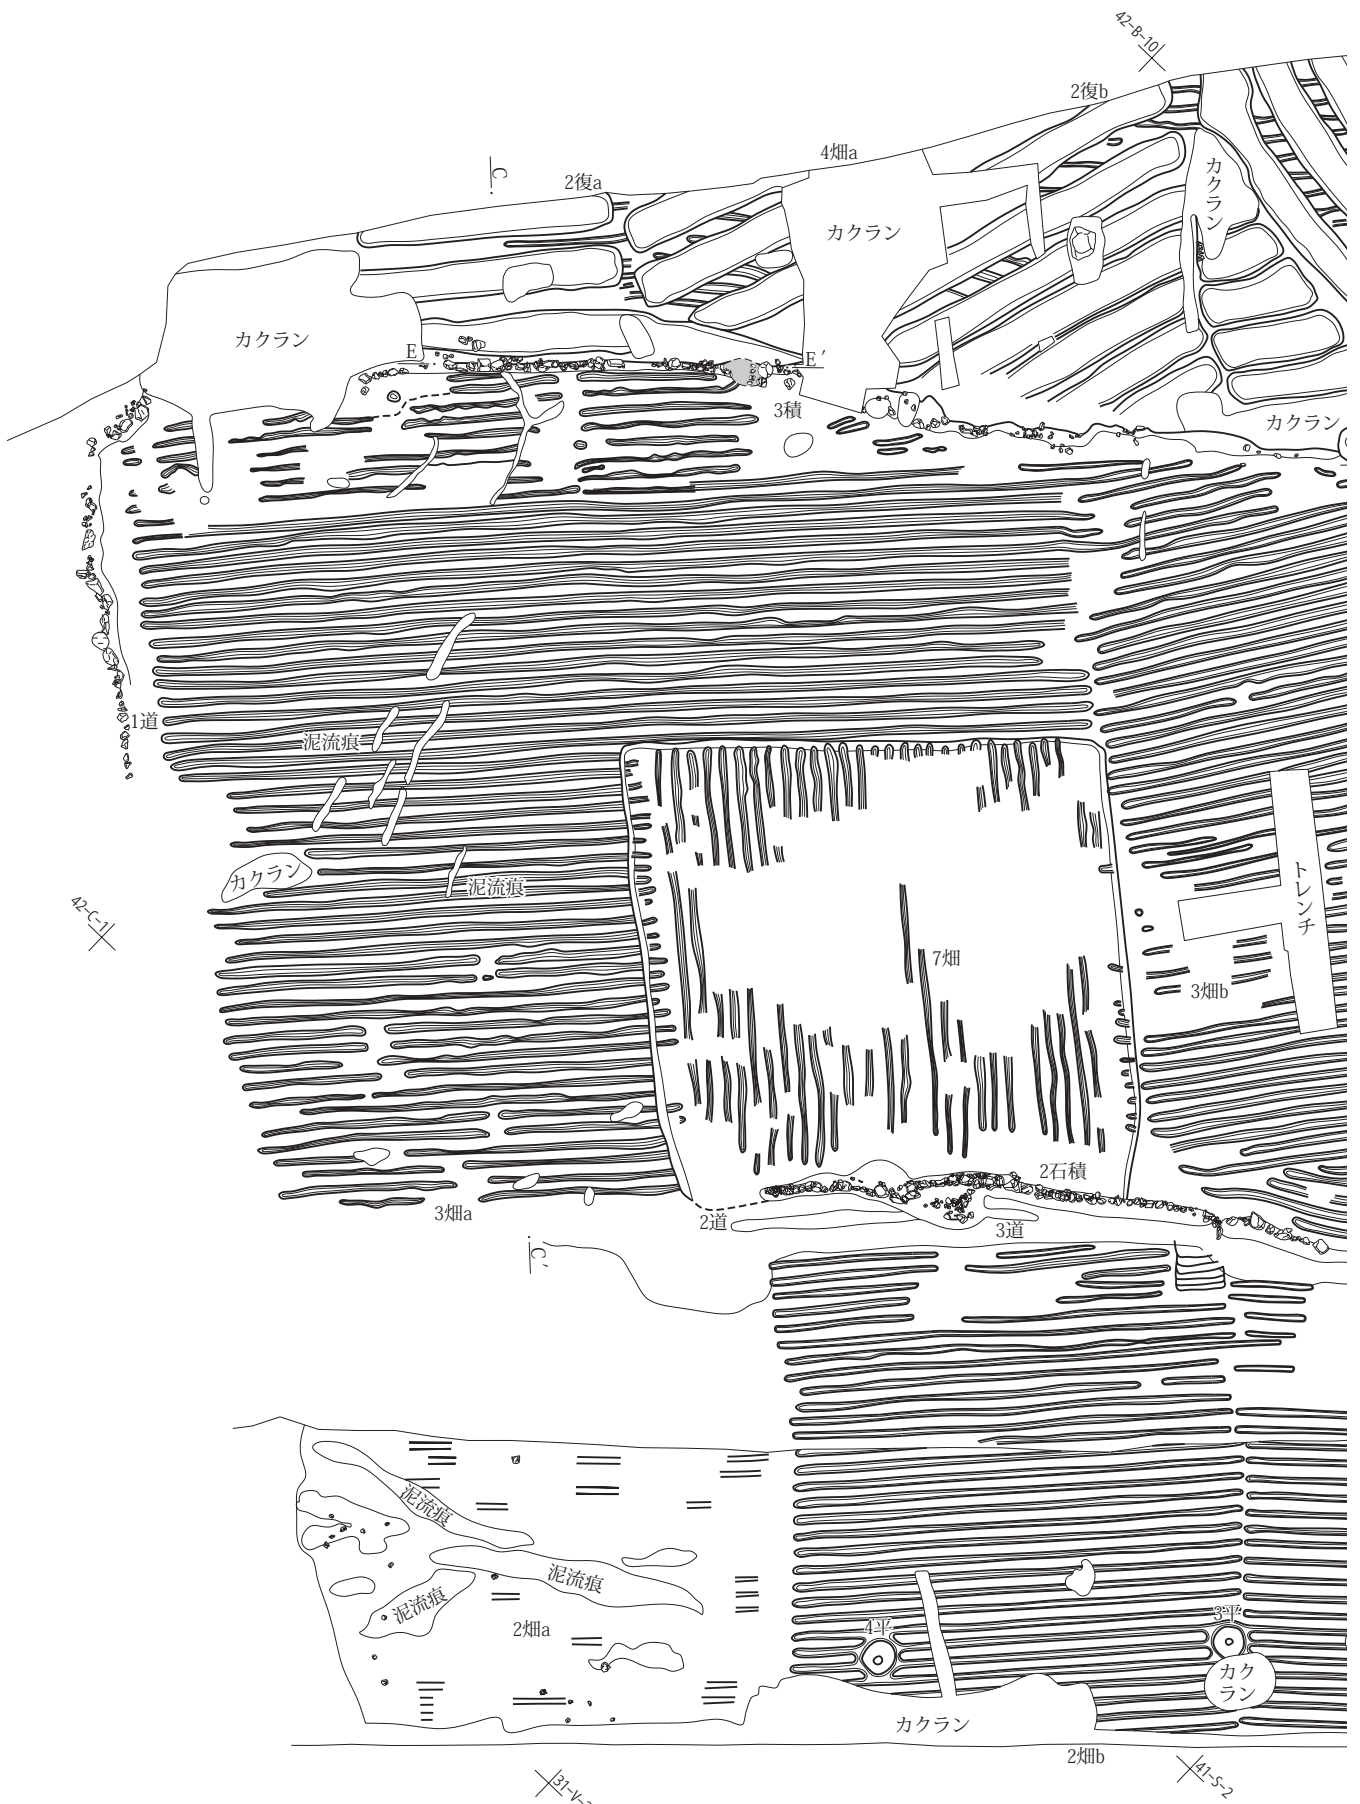 42-B-10
2復b
4畑a
C
2復a
カクラン
カクラン
カクラン
E
E′
3積
カクラン
1道
泥流痕
カクラン
泥流痕
トレンチ
42-C-1
7畑
3畑b
2石積
3畑a
2道
3道
C′
泥流痕
泥流痕
泥流痕
2畑a
4平
3平
カク
ラン
カクラン
2畑b
31-V-
41-S-2